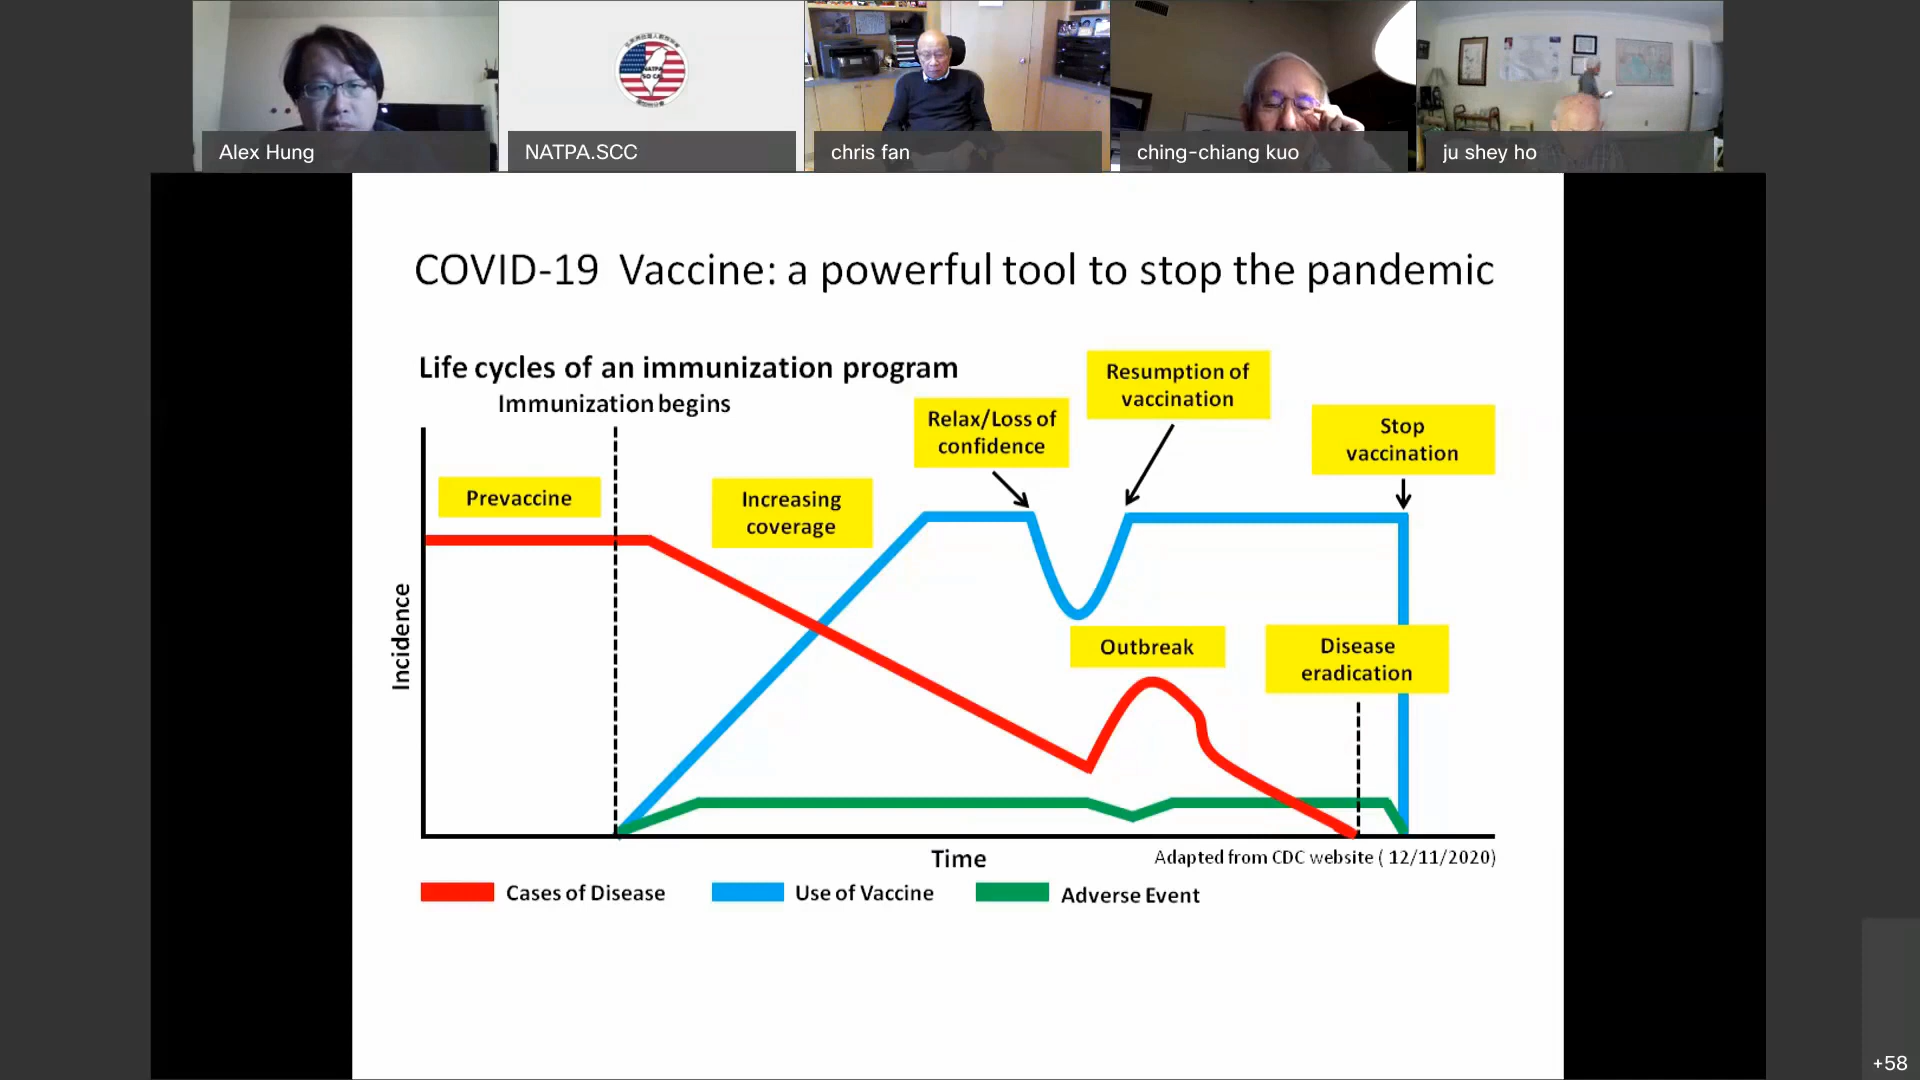 Alex Hung
NATPA.SCC
chris fan
ching-chiang kuo
ju shey ho
NATPA
SO CAL
COVID-19 Vaccine: a powerful tool to stop the pandemic
Life cycles of an immunization program
Immunization begins
Relax/Loss of
confidence
Resumption of
vaccination
Stop
vaccination
Prevaccine
Increasing
coverage
Outbreak
Disease
eradication
Incidence
Time
Adapted from CDC website ( 12/11/2020)
Cases of Disease
Use of Vaccine
Adverse Event
+58